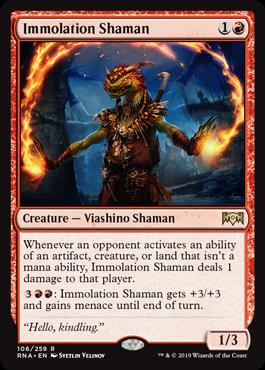 Immolation Shaman 1
Creature — Viashino Shaman
Whenever an opponent activates an ability
of an artifact, creature, or land that isn't a
mana ability, Immolation Shaman deals 1
damage to that player.
3: Immolation Shaman gets +3/+3
and gains menace until end of turn.
"Hello, kindling."
1/3
106/259 R
RNA • EN Svetlin Velinov
™ & © 2019 Wizards of the Coast